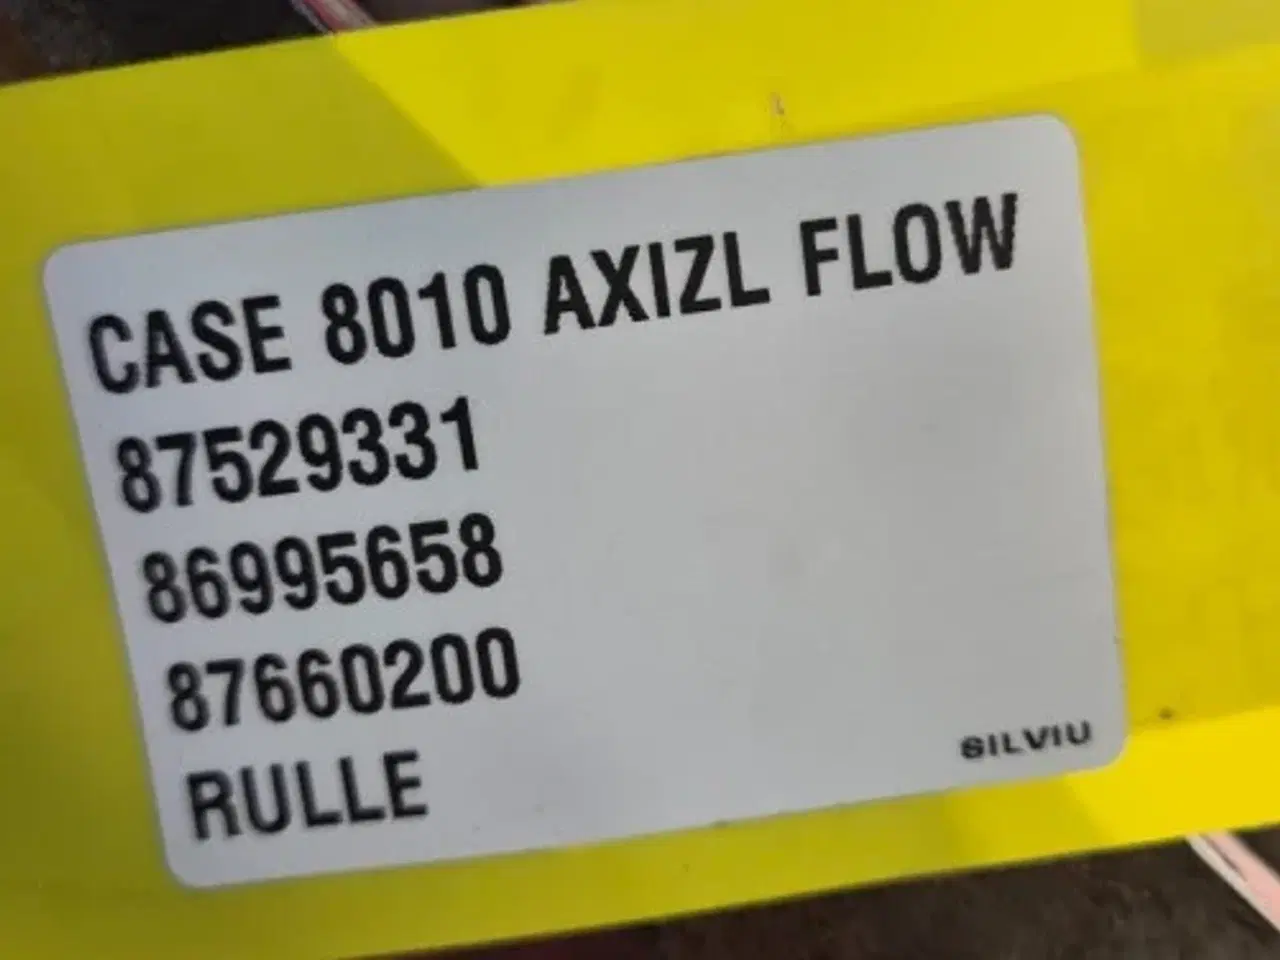 CASE 8010 AXIZL FLOW
87529331
86995658
87660200
RULLE
SILVIU